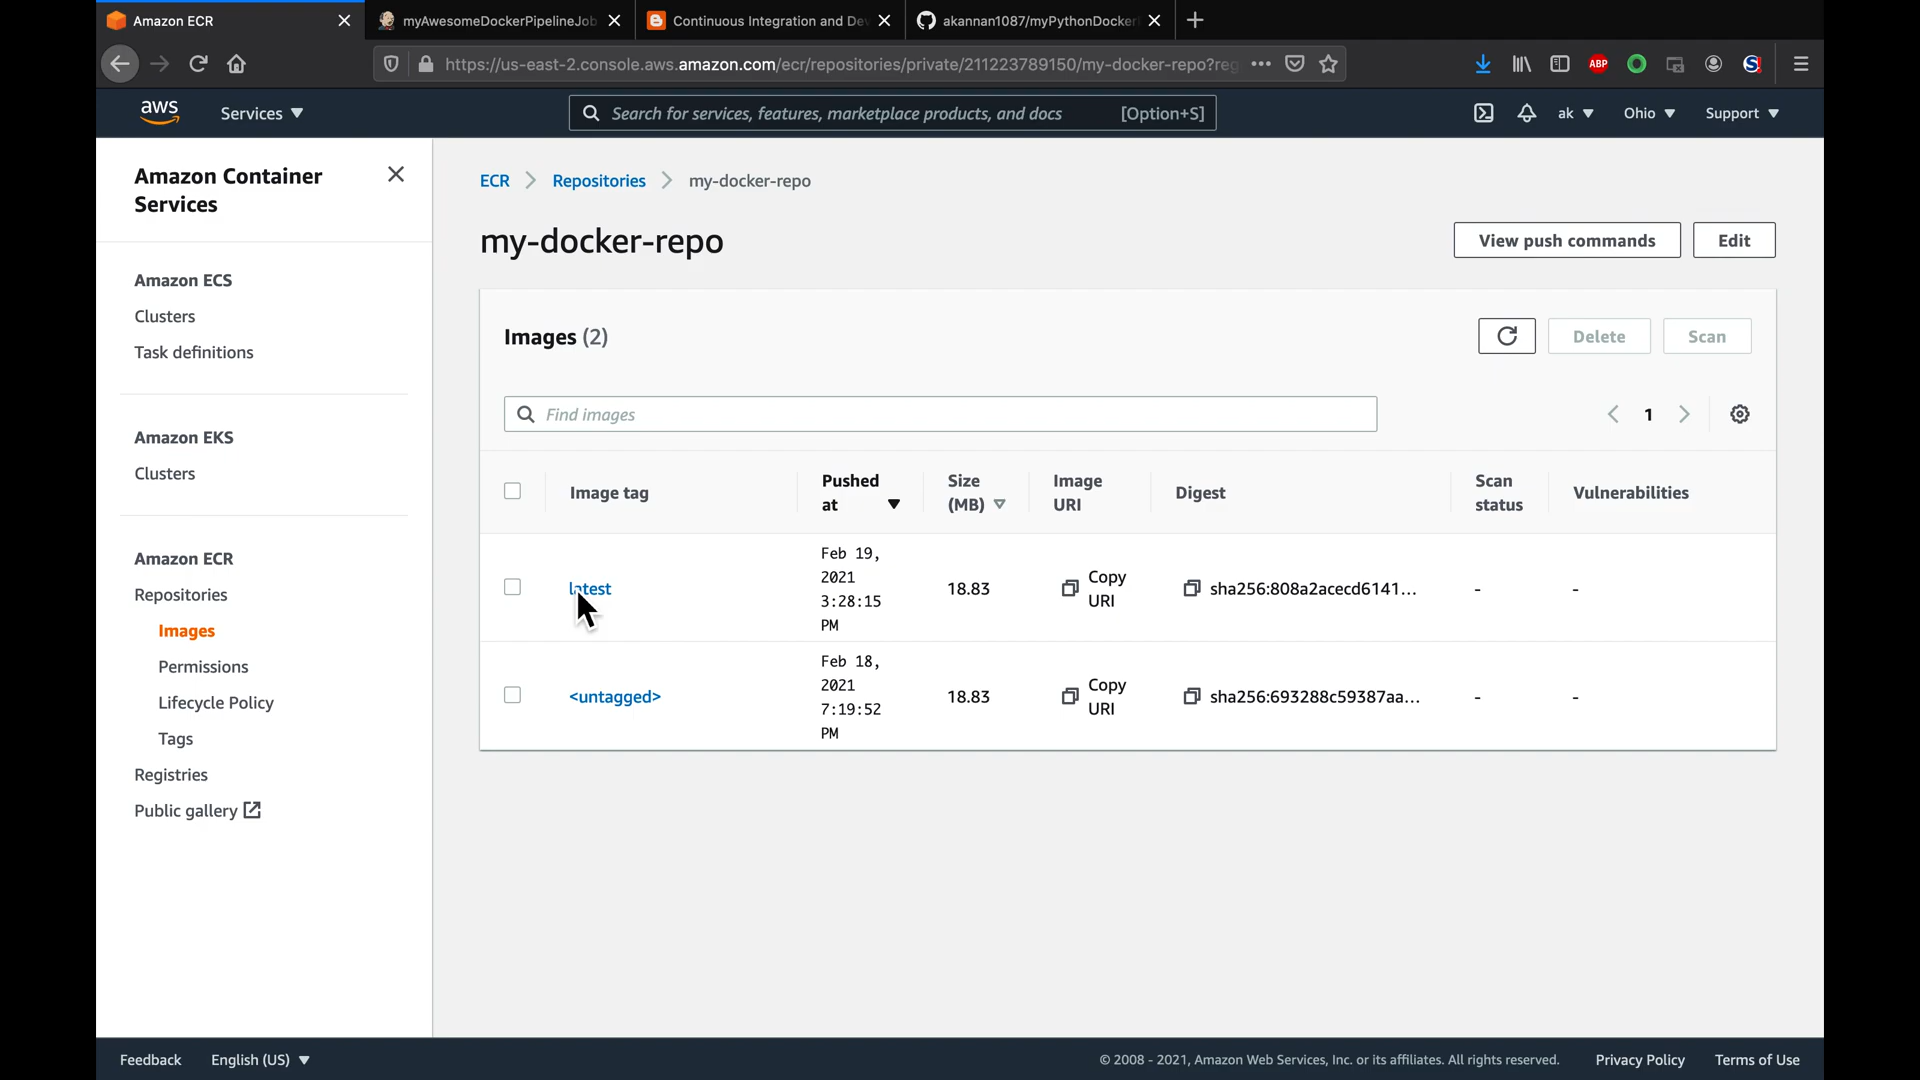 Amazon ECR
myAwesomeDockerPipelineJob
Continuous Integration and De
akannan1087/myPythonDocker
https://us-east-2.console.aws.amazon.com/ecr/repositories/private/211223789150/my-docker-repo?reg
ABP
aws
Services
Search for services, features, marketplace products, and docs [Option+S]
ak
Ohio
Support
Amazon Container
Services
Amazon ECS
Clusters
Task definitions
Amazon EKS
Clusters
Amazon ECR
Repositories
Images
Permissions
Lifecycle Policy
Tags
Registries
Public gallery
ECR > Repositories > my-docker-repo
my-docker-repo
View push commands
Edit
Images (2)
Delete
Scan
Find images
1
Image tag
Pushed
at
Size
(MB)
Image
URI
Digest
Scan
status
Vulnerabilities
latest
Feb 19,
2021
3:28:15
PM
18.83
Copy
URI
sha256:808a2acecd6141...
-
-
<untagged>
Feb 18,
2021
7:19:52
PM
18.83
Copy
URI
sha256:693288c59387aa...
-
-
Feedback
English (US)
© 2008 - 2021, Amazon Web Services, Inc. or its affiliates. All rights reserved.
Privacy Policy
Terms of Use